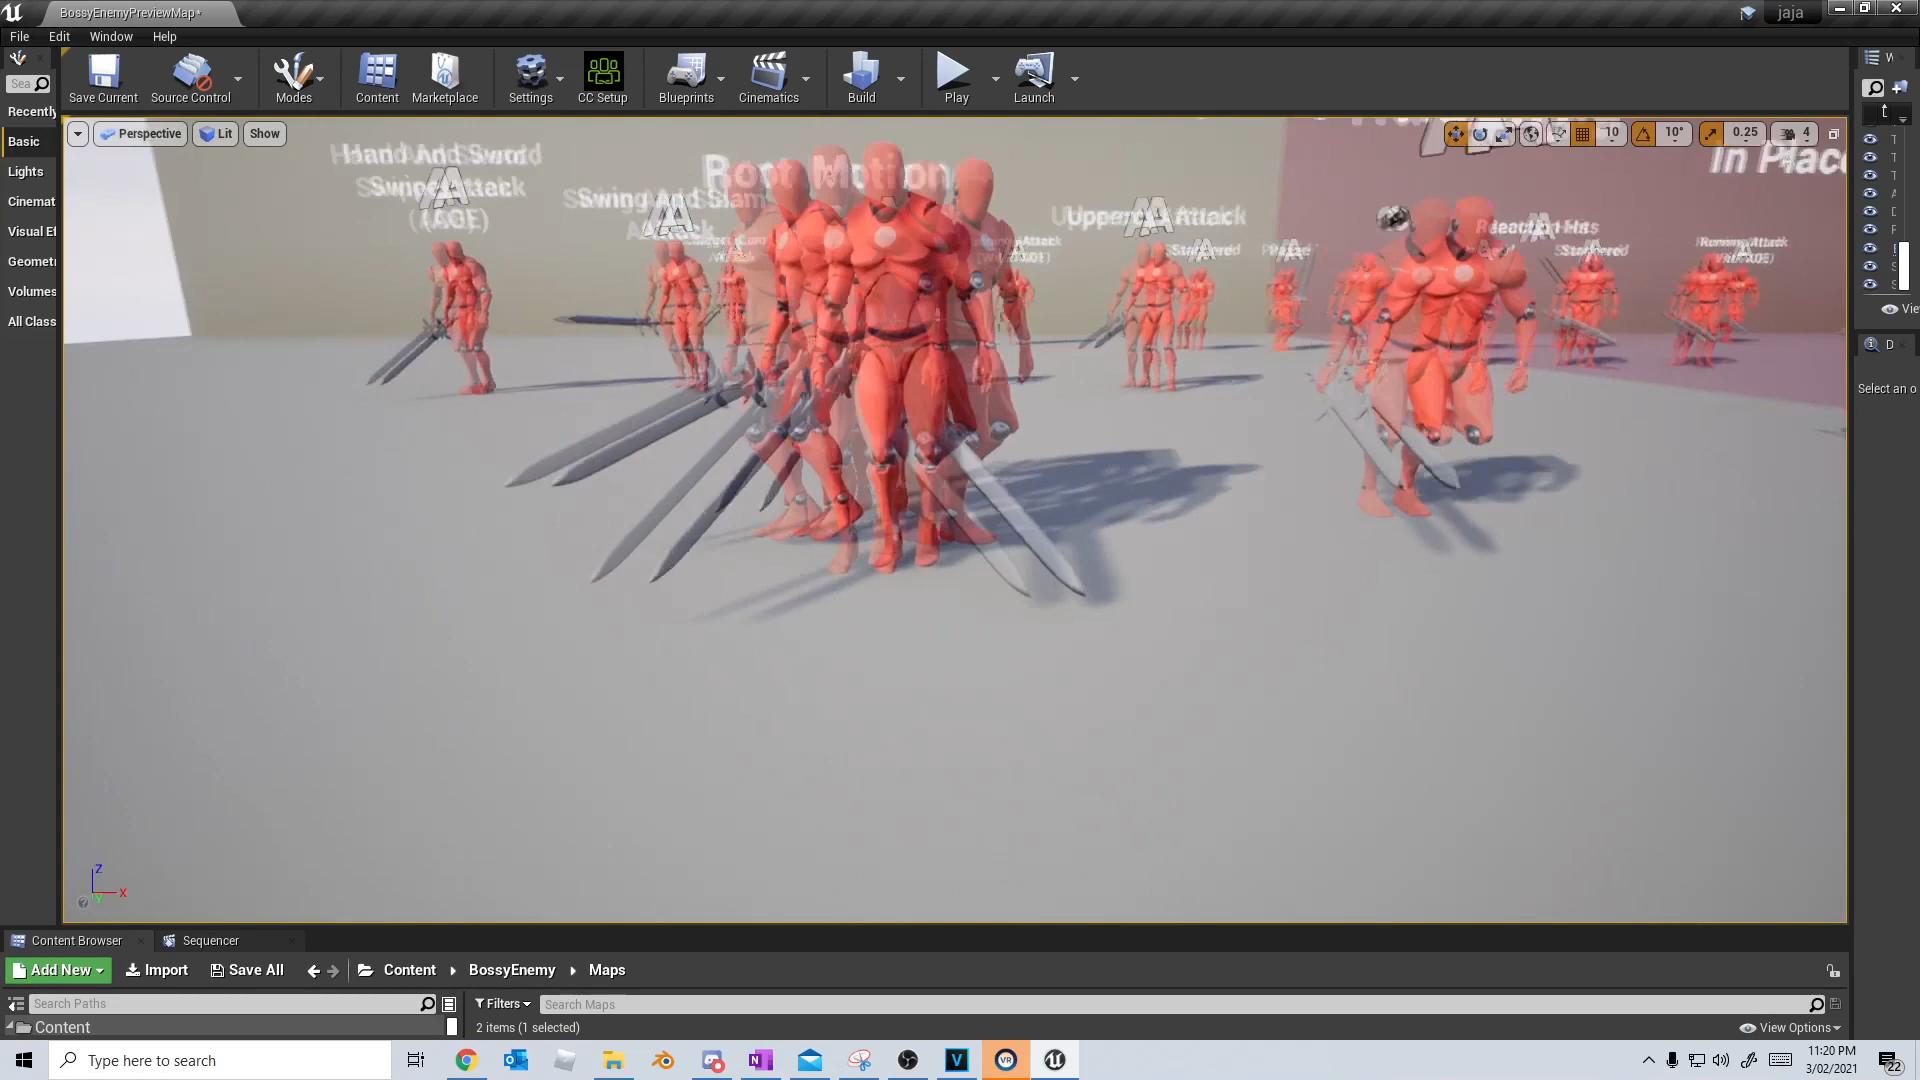 BossyEnemyPreviewMap*
jaja
File Edit Window Help
Save Current
Source Control
Modes
Content
Marketplace
Settings
CC Setup
Blueprints
Cinematics
Build
Play
Launch
Recently
Basic
Lights
Cinemat
Visual Ef
Geometr
Volumes
All Class
Perspective
Lit
Show
10
10°
0.25
4
Hand And Sword
Swipe Attack
(AOE)
Swing And Slam
Attack
Root Motion
Uppercut Attack
Staggered
Reaction Hits
Staggered
Running Attack
In Place
Select an o
Z
X
Y
Content Browser
Sequencer
Add New
Import
Save All
Content
BossyEnemy
Maps
Search Paths
Filters
Search Maps
Content
2 items (1 selected)
View Options
Type here to search
11:20 PM
3/02/2021
22